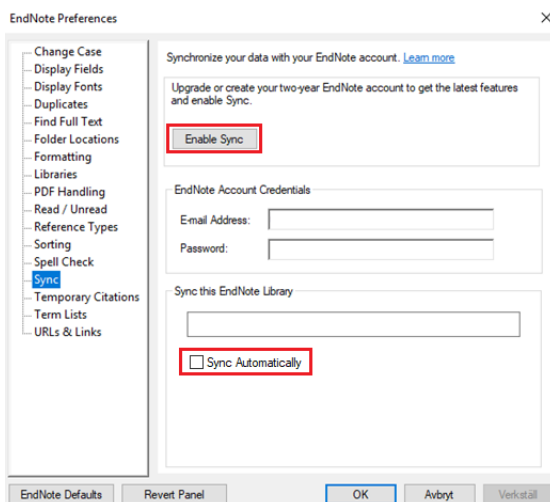 EndNote Preferences
Change Case
Display Fields
Display Fonts
Duplicates
Find Full Text
Folder Locations
Formatting
Libraries
PDF Handling
Read / Unread
Reference Types
Sorting
Spell Check
Sync
Temporary Citations
Term Lists
URLs & Links
Synchronize your data with your EndNote account. Learn more
Upgrade or create your two-year EndNote account to get the latest features
and enable Sync.
Enable Sync
EndNote Account Credentials
E-mail Address:
Password:
Sync this EndNote Library
Sync Automatically
EndNote Defaults
Revert Panel
OK
Avbryt
Verkställ